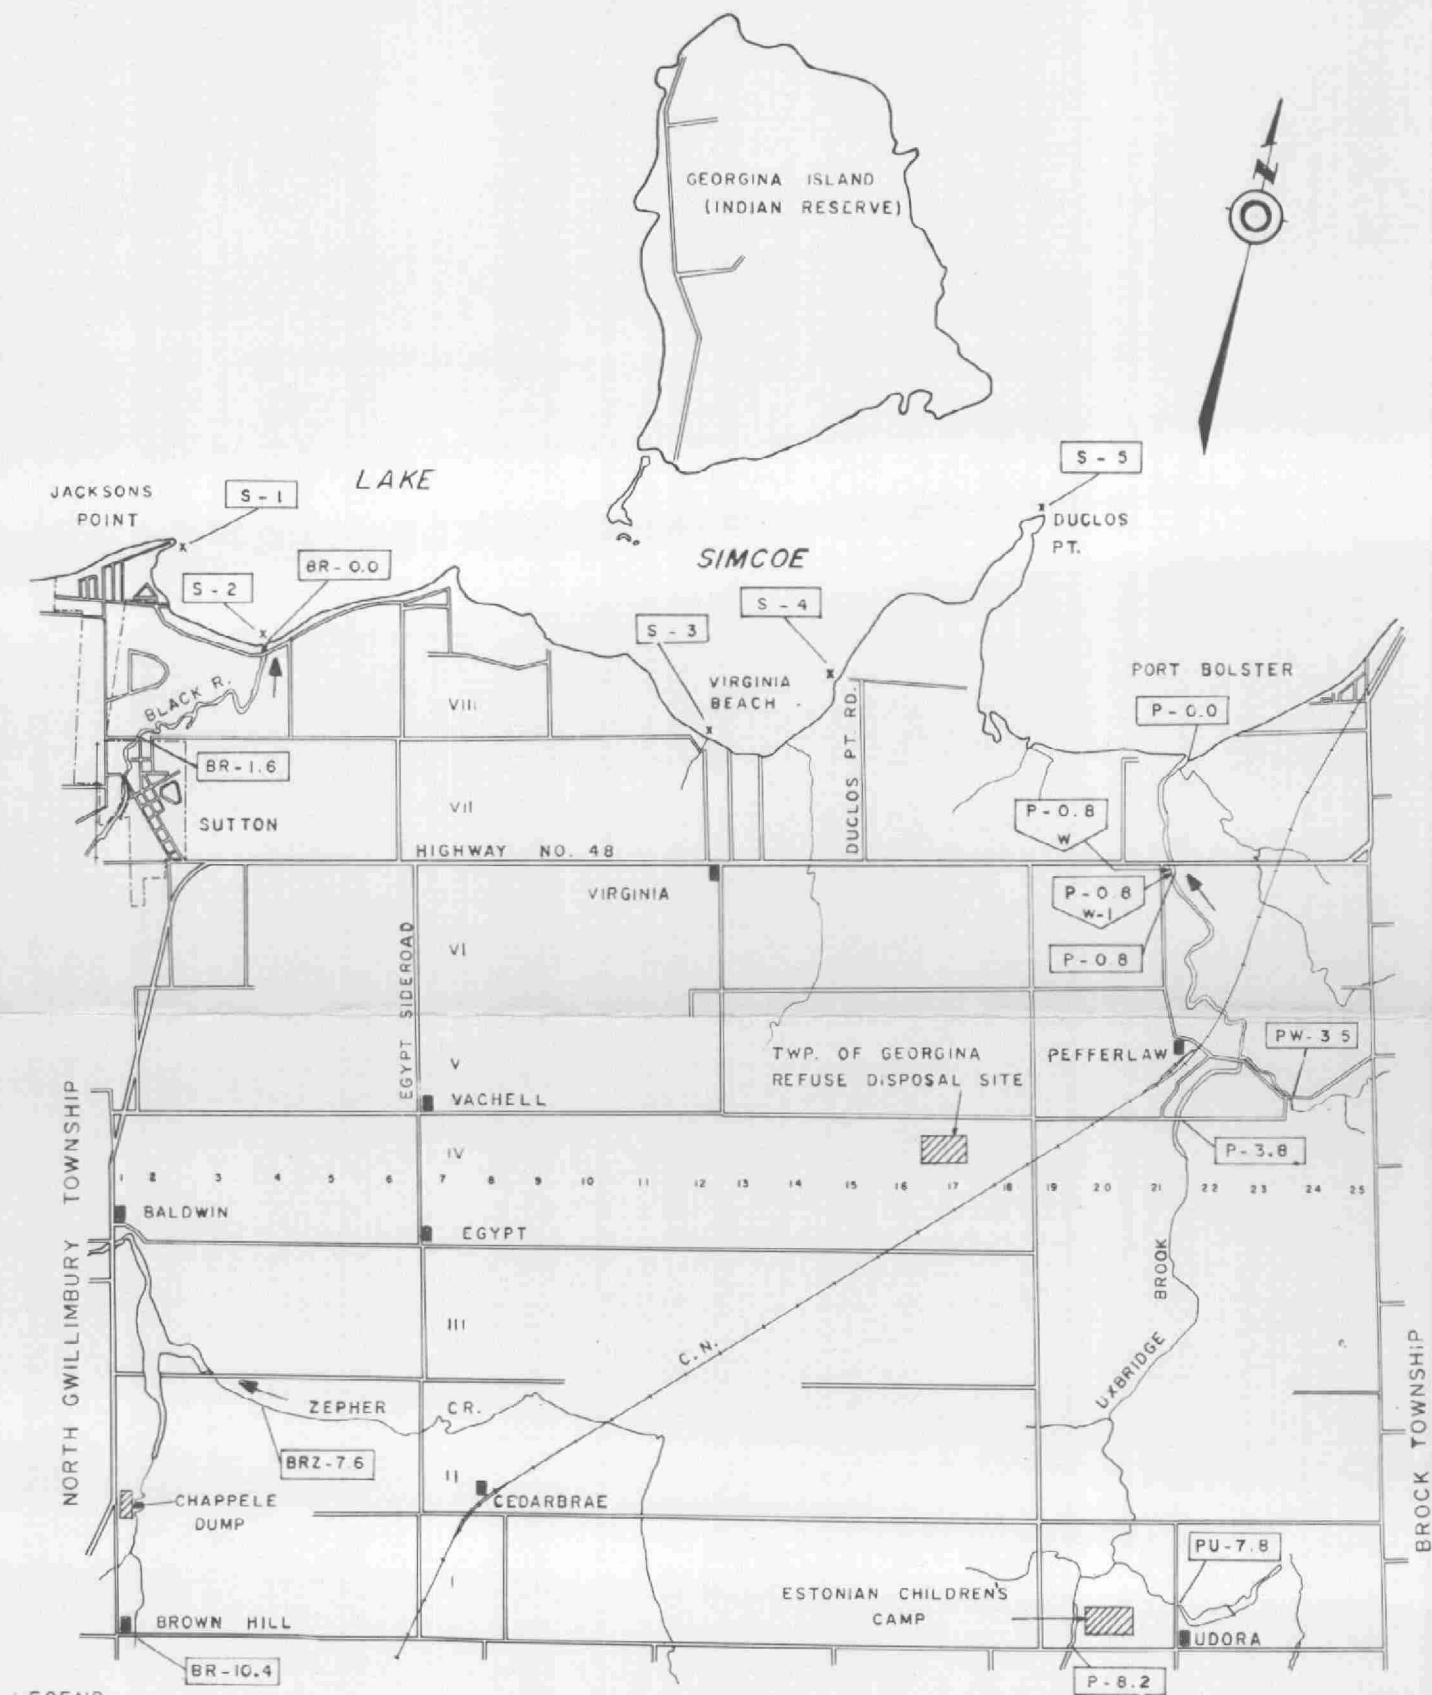 GEORGINA ISLAND
(INDIAN RESERVE)
N
S - 5
LAKE
JACKSONS
POINT
S - 1
DUCLOS
PT.
SIMCOE
BR - 0.0
S - 2
S - 4
S - 3
PORT BOLSTER
VIRGINIA
BEACH
P - 0.0
BLACK R.
VIII
DUCLOS PT. RD.
BR - 1.6
VII
P - 0.8
W
SUTTON
HIGHWAY NO. 48
VIRGINIA
P - 0.8
W-1
EGYPT SIDEROAD
VI
P - 0.8
PW - 3 5
TWP. OF GEORGINA
REFUSE DISPOSAL SITE
PEFFERLAW
V
VACHELL
NORTH GWILLIMBURY TOWNSHIP
IV
P - 3.8
1 2 3 4 5 6 7 8 9 10 11 12 13 14 15 16 17 18 19 20 21 22 23 24 25
BALDWIN
EGYPT
UXBRIDGE BROOK
III
C. N.
BROCK TOWNSHIP
ZEPHER CR.
BRZ - 7.6
II
CEDARBRAE
CHAPPELE
DUMP
PU - 7.8
I
ESTONIAN CHILDREN'S
CAMP
BROWN HILL
UDORA
BR - 10.4
P - 8.2
LEGEND